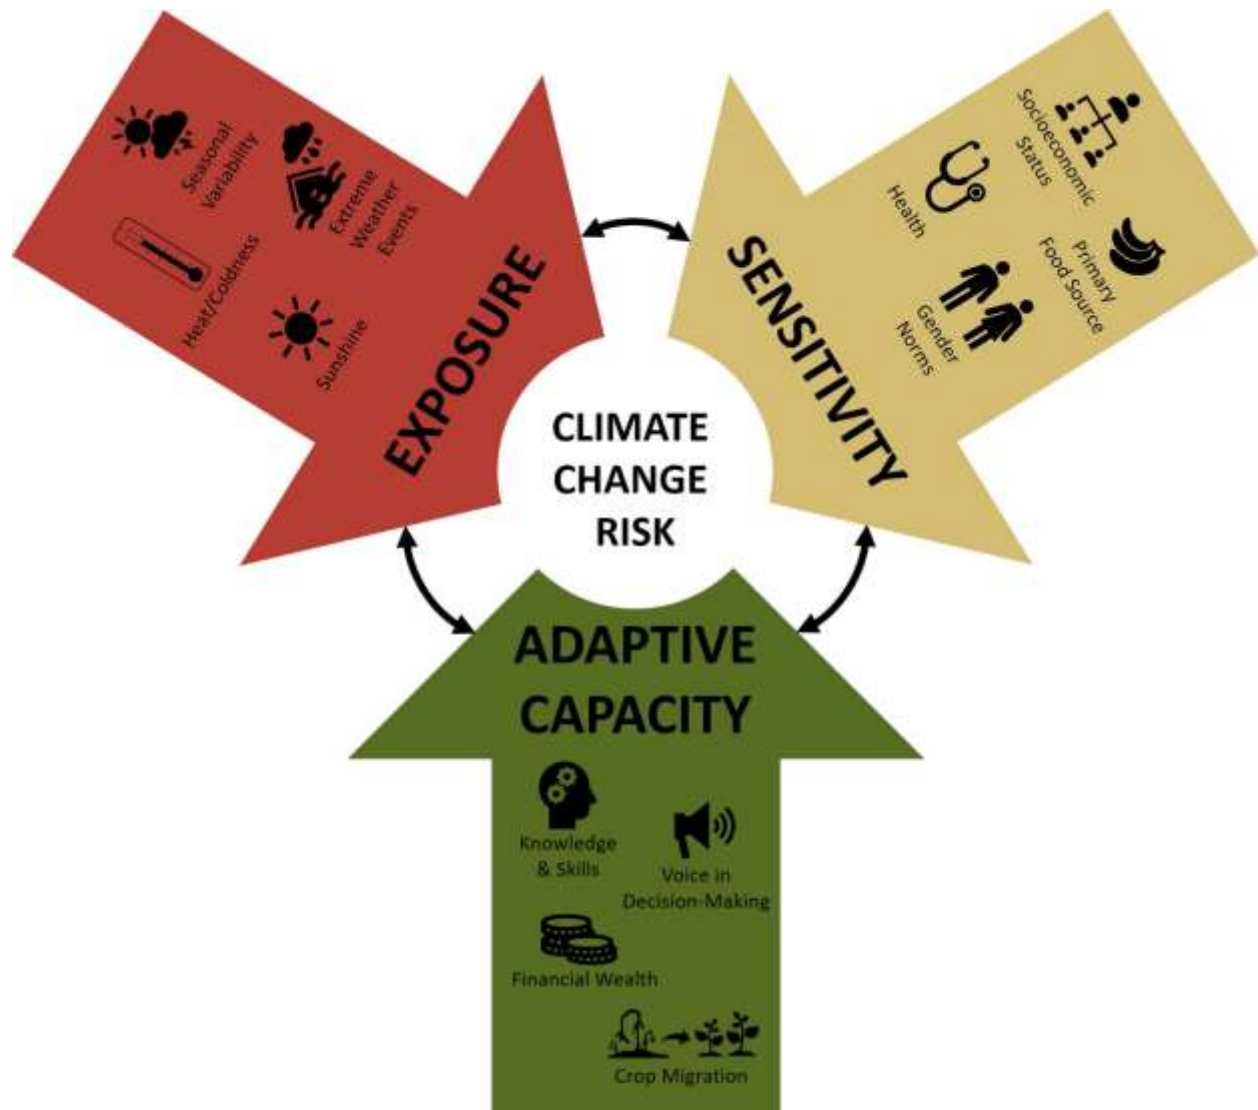 Seasonal
Variability
Extreme
Weather
Events
Heat/Coldness
Sunshine
EXPOSURE
Socioeconomic
Status
Health
Primary
Food Source
Gender
Norms
SENSITIVITY
CLIMATE
CHANGE
RISK
ADAPTIVE
CAPACITY
Knowledge
& Skills
Voice in
Decision-Making
Financial Wealth
Crop Migration